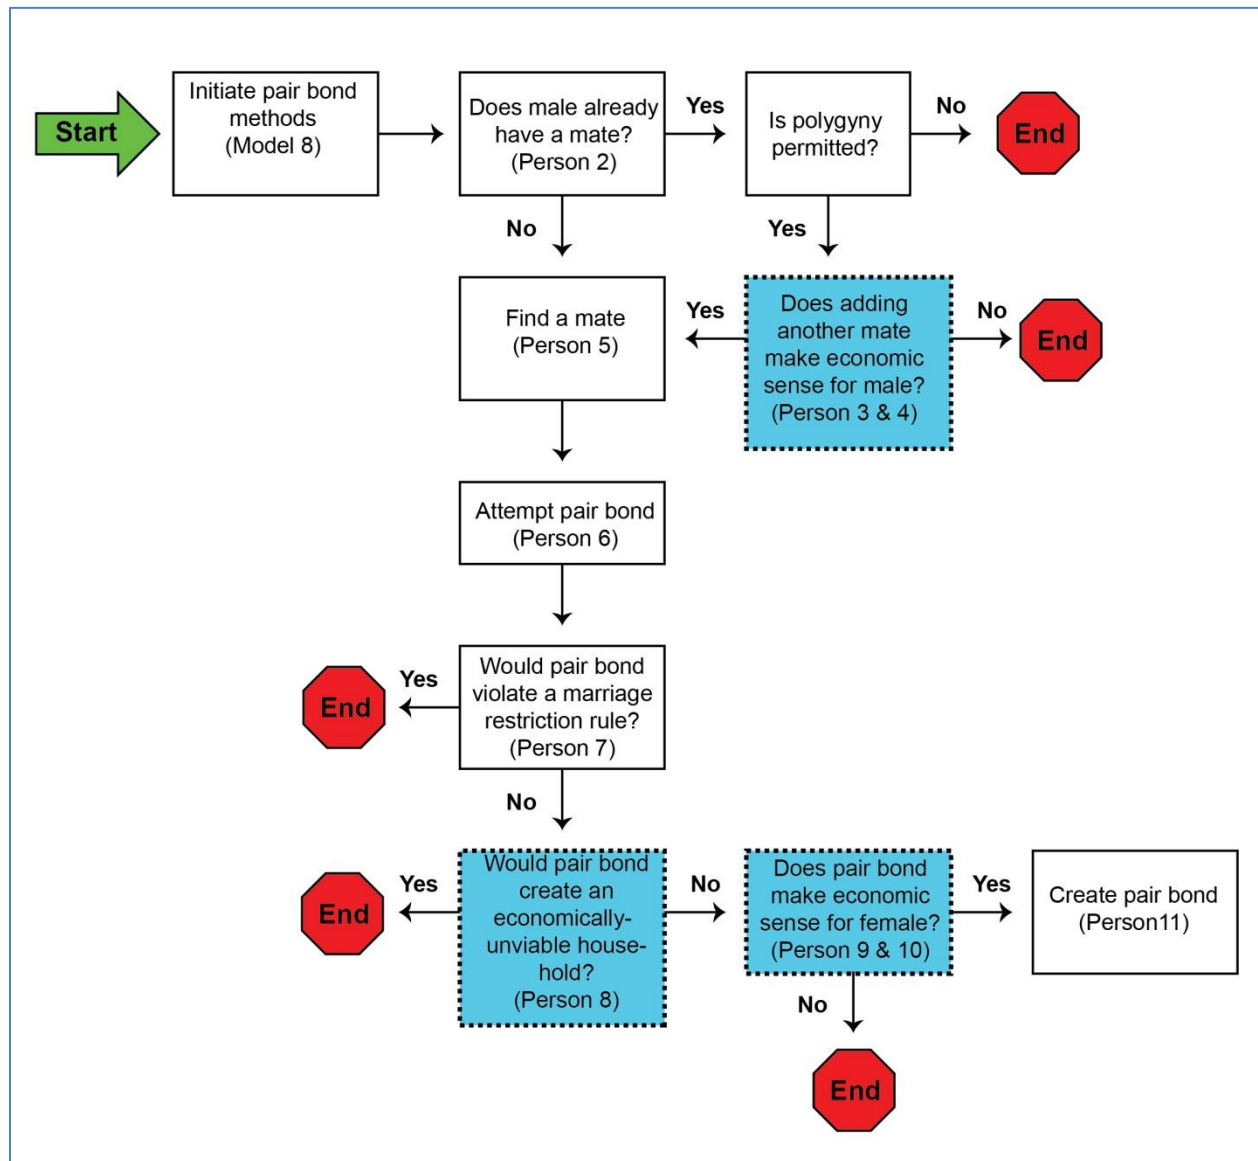 Start
Initiate pair bond
methods
(Model 8)
Does male already
have a mate?
(Person 2)
Yes
Is polygyny
permitted?
No
End
No
Yes
Find a mate
(Person 5)
Yes
Does adding
another mate
make economic
sense for male?
(Person 3 & 4)
No
End
Attempt pair bond
(Person 6)
End
Yes
Would pair bond
violate a marriage
restriction rule?
(Person 7)
No
End
Yes
Would pair bond
create an
economically-
unviable house-
hold?
(Person 8)
No
Does pair bond
make economic
sense for female?
(Person 9 & 10)
Yes
Create pair bond
(Person11)
No
End